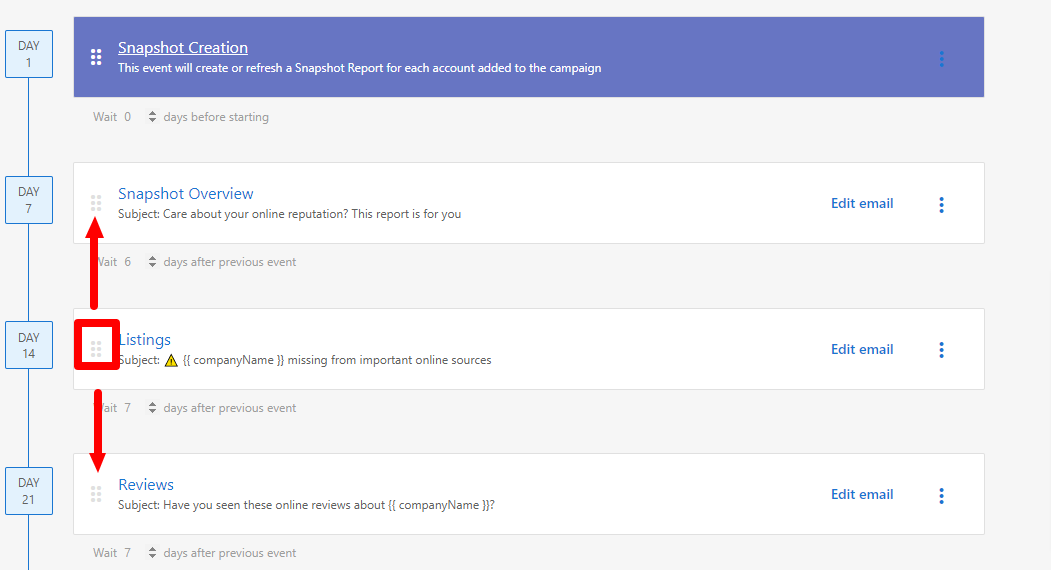 DAY
1
Snapshot Creation
This event will create or refresh a Snapshot Report for each account added to the campaign
Wait 0 days before starting
DAY
7
Snapshot Overview
Subject: Care about your online reputation? This report is for you
Edit email
Wait 6 days after previous event
DAY
14
Listings
Subject: ⚠ {{ companyName }} missing from important online sources
Edit email
Wait 7 days after previous event
DAY
21
Reviews
Subject: Have you seen these online reviews about {{ companyName }}?
Edit email
Wait 7 days after previous event